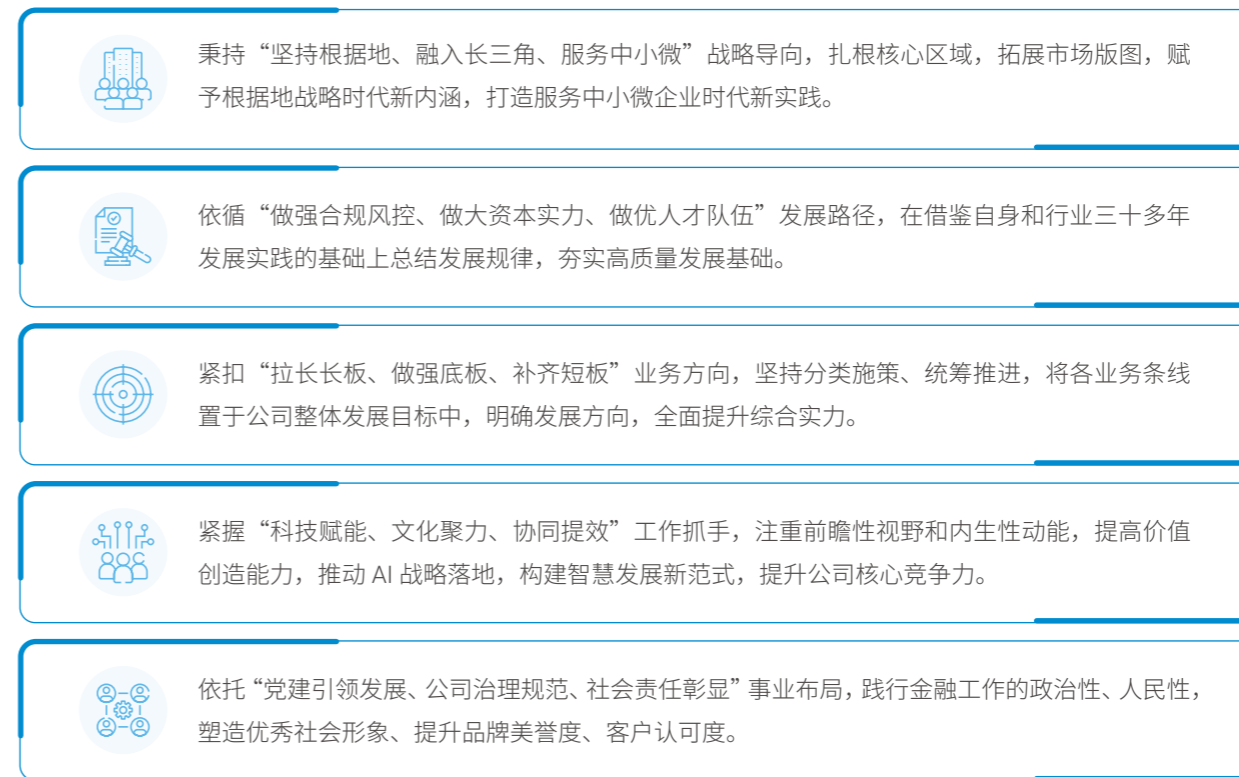 秉持“坚持根据地、融入长三角、服务中小微”战略导向，扎根核心区域，拓展市场版图，赋
予根据地战略时代新内涵，打造服务中小微企业时代新实践。
依循“做强合规风控、做大资本实力、做优人才队伍”发展路径，在借鉴自身和行业三十多年
发展实践的基础上总结发展规律，夯实高质量发展基础。
紧扣“拉长长板、做强底板、补齐短板”业务方向，坚持分类施策、统筹推进，将各业务条线
置于公司整体发展目标中，明确发展方向，全面提升综合实力。
紧握“科技赋能、文化聚力、协同提效”工作抓手，注重前瞻性视野和内生性动能，提高价值
创造能力，推动 AI 战略落地，构建智慧发展新范式，提升公司核心竞争力。
依托“党建引领发展、公司治理规范、社会责任彰显”事业布局，践行金融工作的政治性、人民性，
塑造优秀社会形象、提升品牌美誉度、客户认可度。